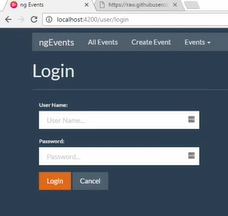 ng Events
https://raw.githubuserc
localhost:4200/user/login
ngEvents All Events Create Event Events
Login
User Name:
User Name...
Password:
Password...
Login Cancel